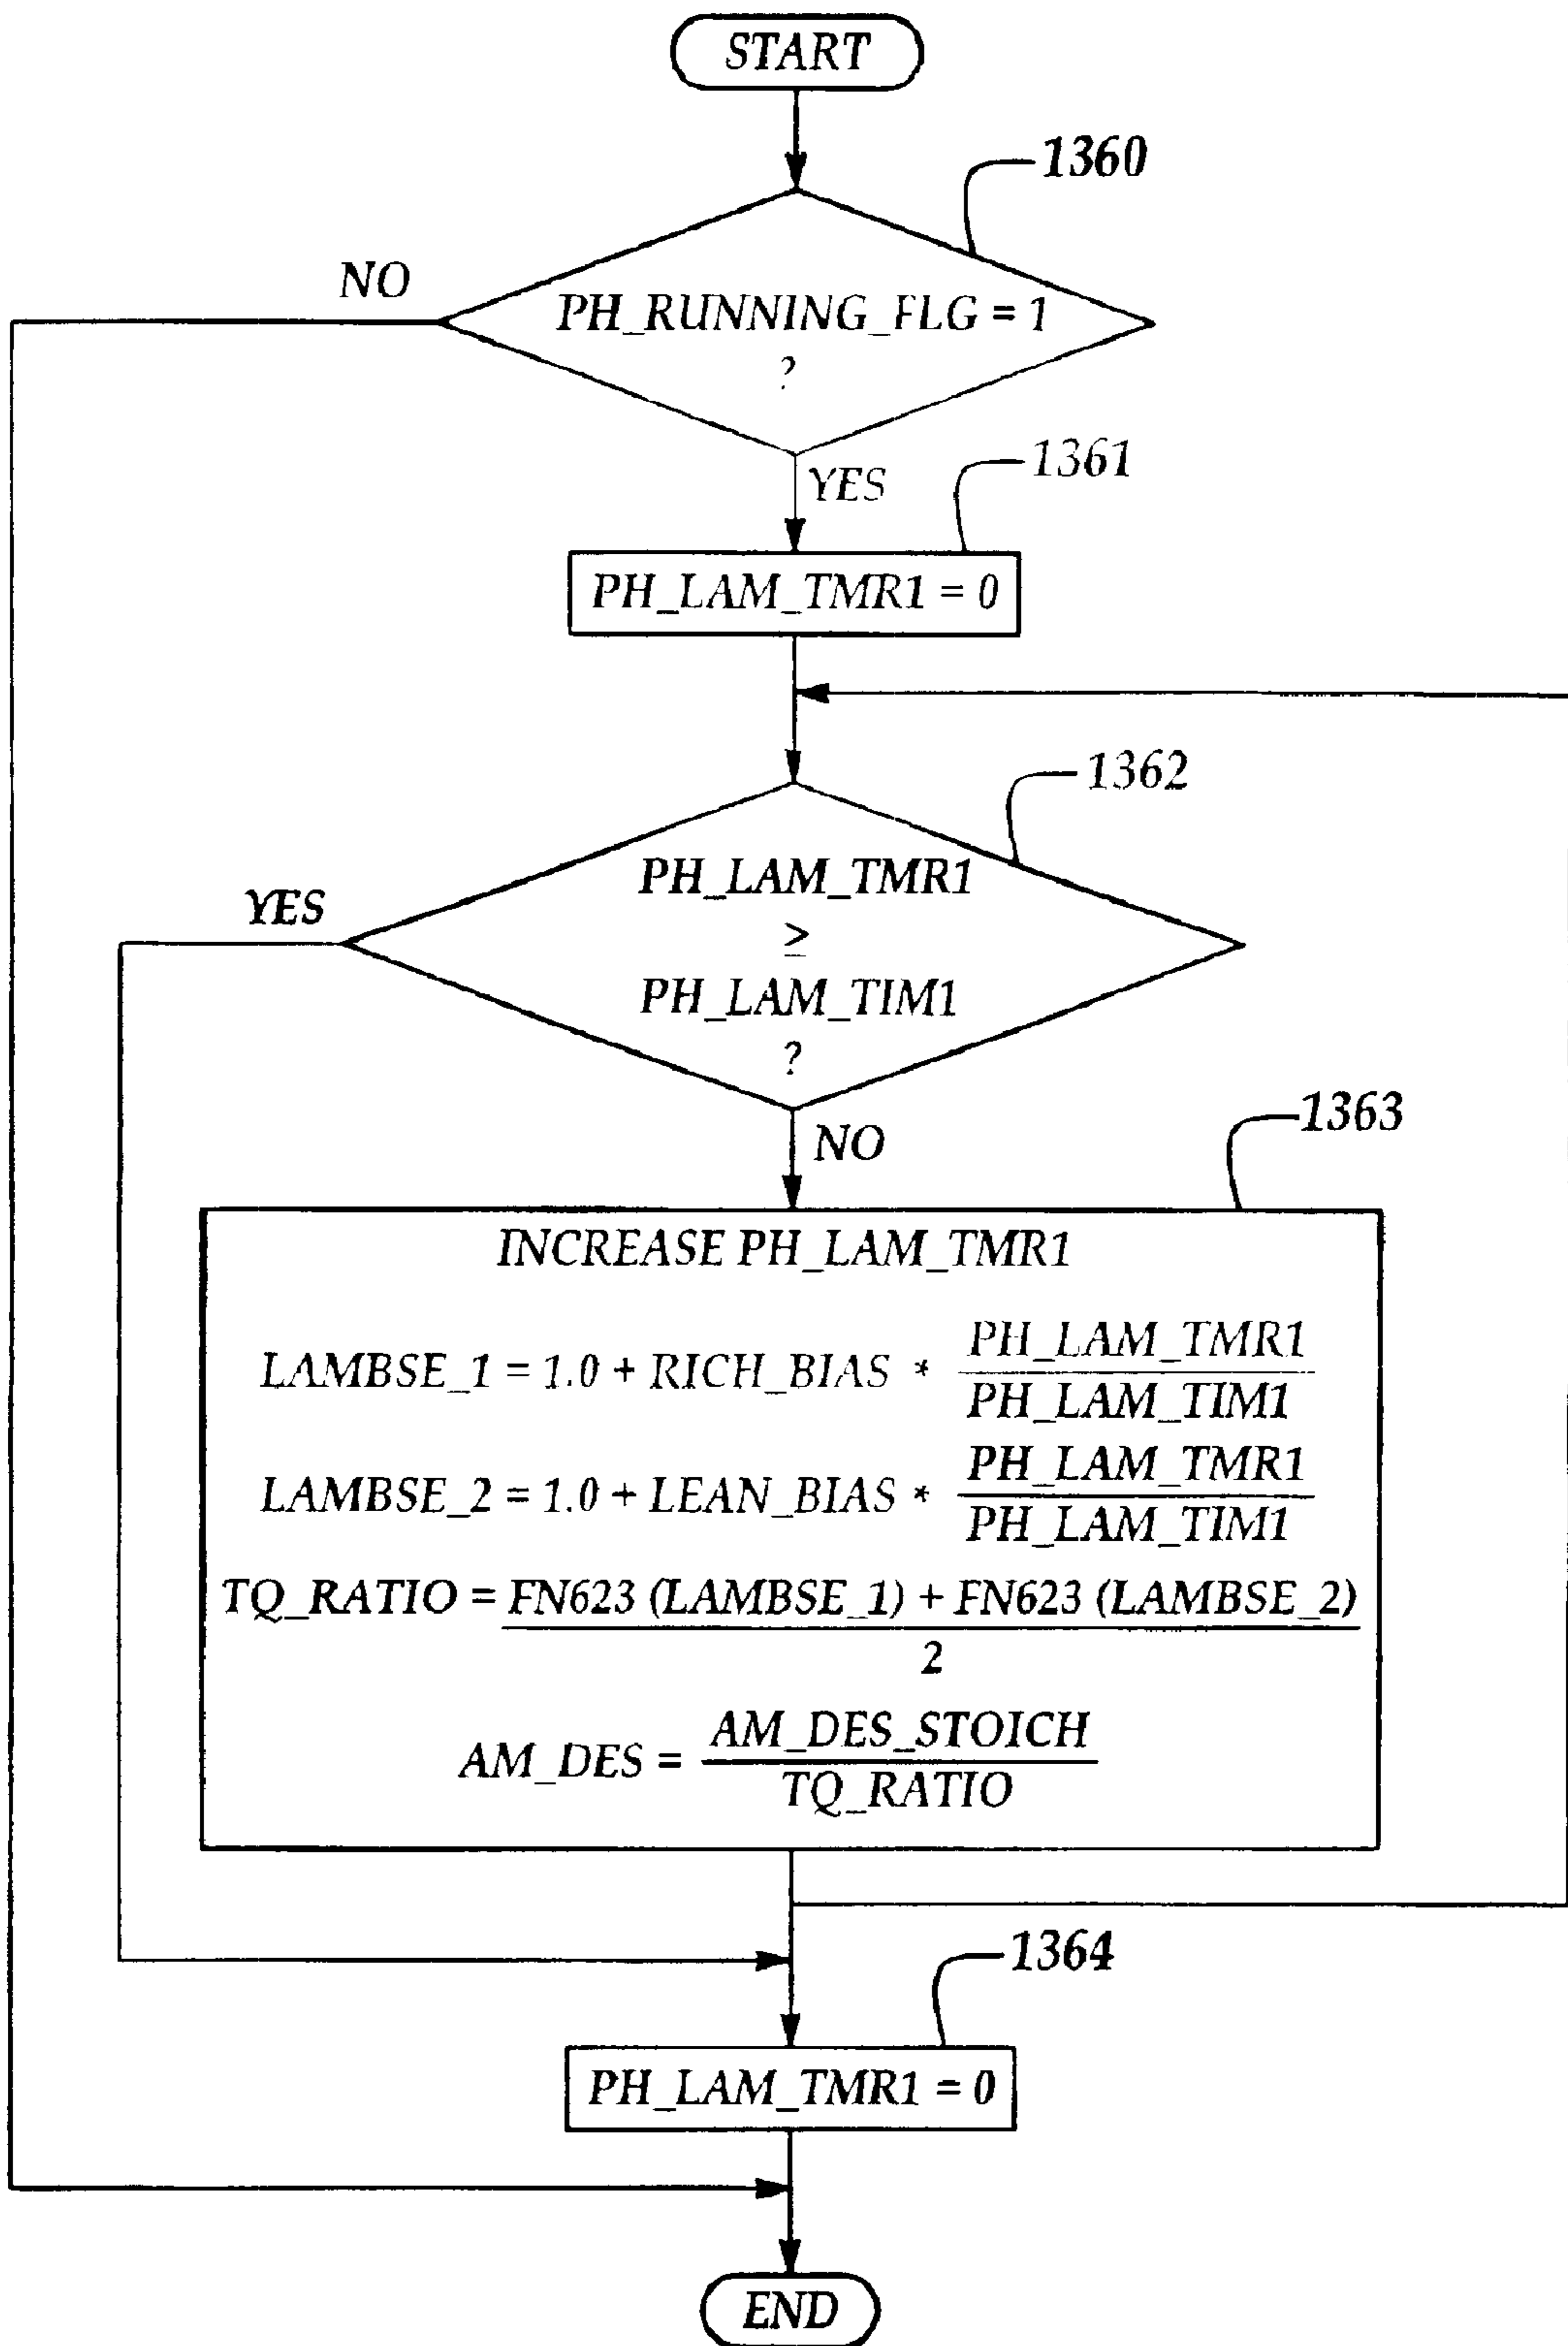 START
1360
NO
PH_RUNNING_FLG = 1
?
1361
YES
PH_LAM_TMR1 = 0
1362
PH_LAM_TMR1
YES
≥
PH_LAM_TIM1
?
1363
NO
INCREASE PH_LAM_TMR1
PH_LAM_TMR1
LAMBSE_1 = 1.0 + RICH_BIAS *
PH_LAM_TIM1
PH_LAM_TMR1
LAMBSE_2 = 1.0 + LEAN_BIAS *
PH_LAM_TIM1
TQ_RATIO = FN623 (LAMBSE_1) + FN623 (LAMBSE_2)
2
AM_DES_STOICH
AM_DES =
TQ_RATIO
1364
PH_LAM_TMR1 = 0
END